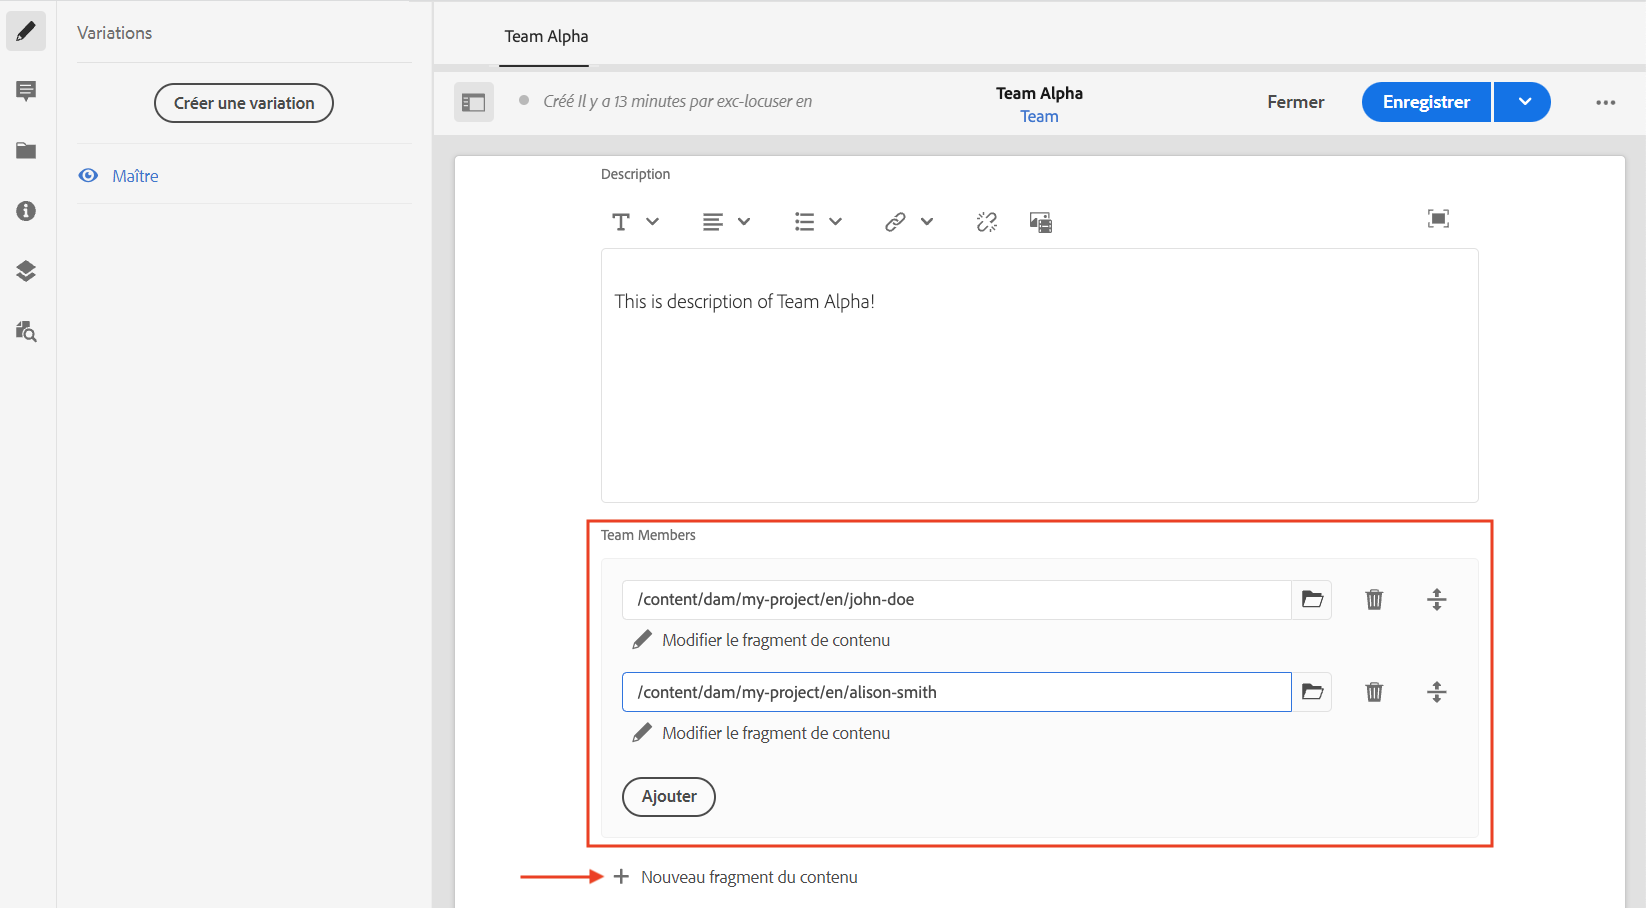 Variations
Créer une variation
Maître
Team Alpha
Créé Il y a 13 minutes par exc-locuser en
Team Alpha
Team
Fermer
Enregistrer
Description
This is description of Team Alpha!
Team Members
/content/dam/my-project/en/john-doe
Modifier le fragment de contenu
/content/dam/my-project/en/alison-smith
Modifier le fragment de contenu
Ajouter
Nouveau fragment du contenu